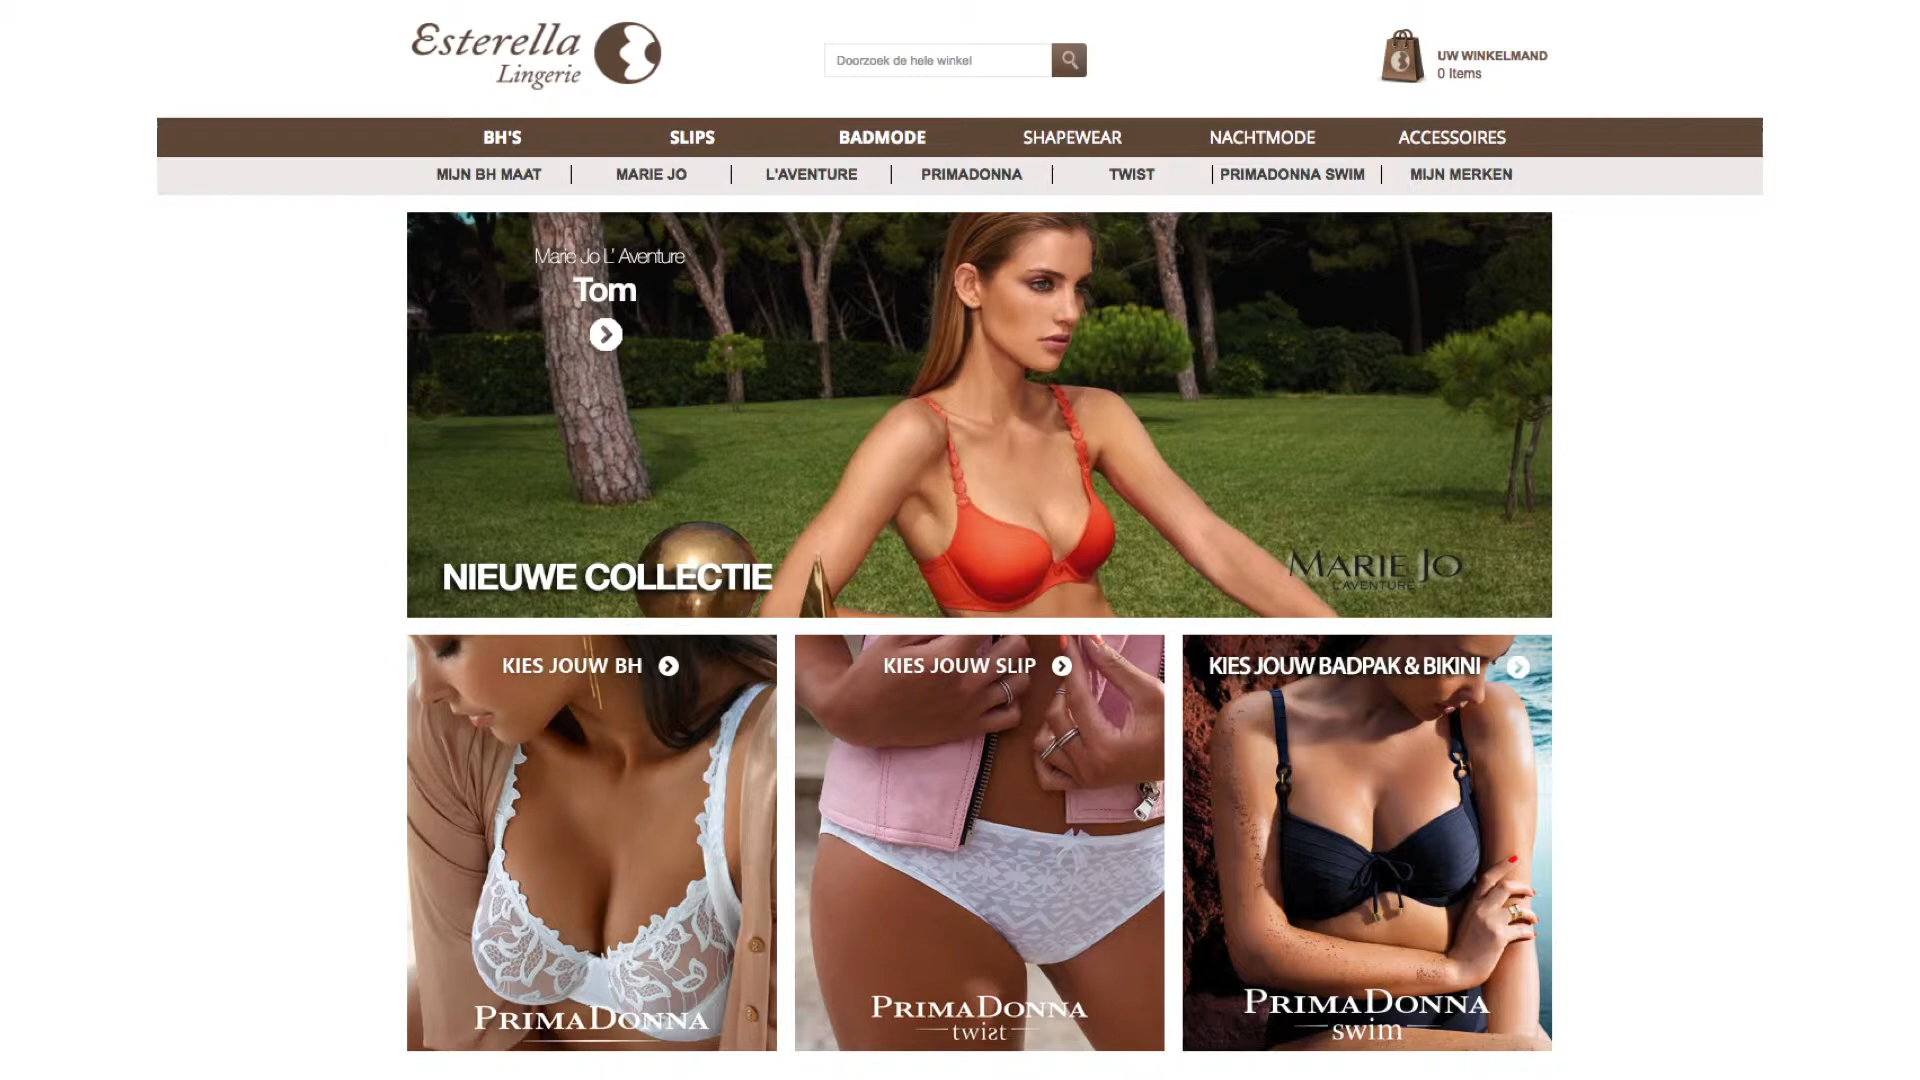 Esterella
Lingerie
Doorzoek de hele winkel
UW WINKELMAND
0 Items
BH'S
SLIPS
BADMODE
SHAPEWEAR
NACHTMODE
ACCESSOIRES
MIJN BH MAAT
MARIE JO
L'AVENTURE
PRIMADONNA
TWIST
PRIMADONNA SWIM
MIJN MERKEN
Marie Jo L' Aventure
Tom
NIEUWE COLLECTIE
MARIE JO
L'AVENTURE
KIES JOUW BH
KIES JOUW SLIP
KIES JOUW BADPAK & BIKINI
PRIMADONNA
PRIMADONNA
twist
PRIMADONNA
swim